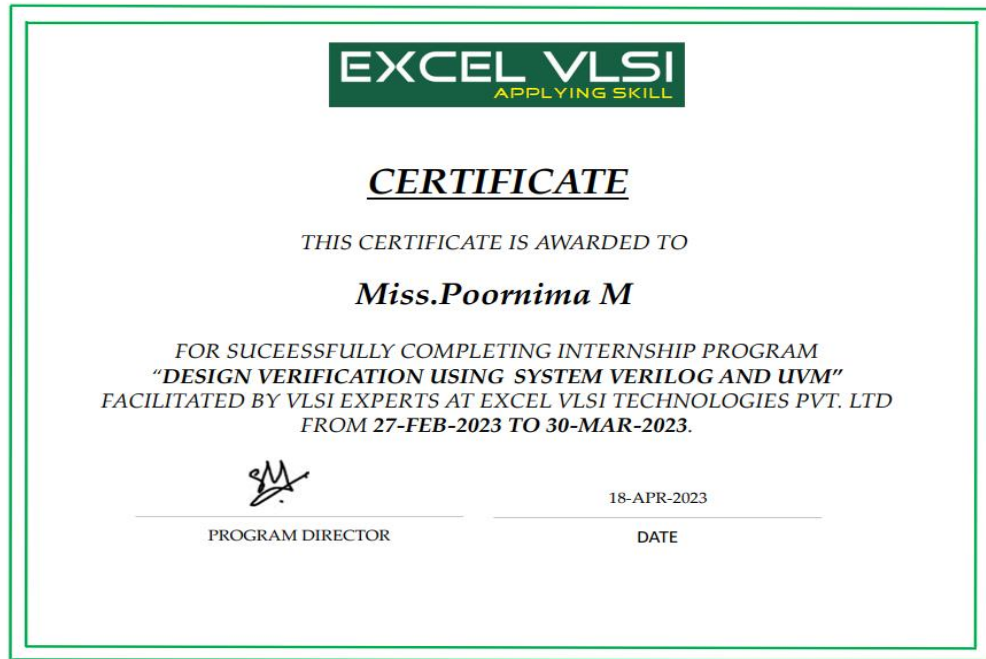 EXCEL VLSI
APPLYING SKILL
CERTIFICATE
THIS CERTIFICATE IS AWARDED TO
Miss.Poornima M
FOR SUCEESSFULLY COMPLETING INTERNSHIP PROGRAM
“DESIGN VERIFICATION USING SYSTEM VERILOG AND UVM”
FACILITATED BY VLSI EXPERTS AT EXCEL VLSI TECHNOLOGIES PVT. LTD
FROM 27-FEB-2023 TO 30-MAR-2023.
18-APR-2023
PROGRAM DIRECTOR
DATE